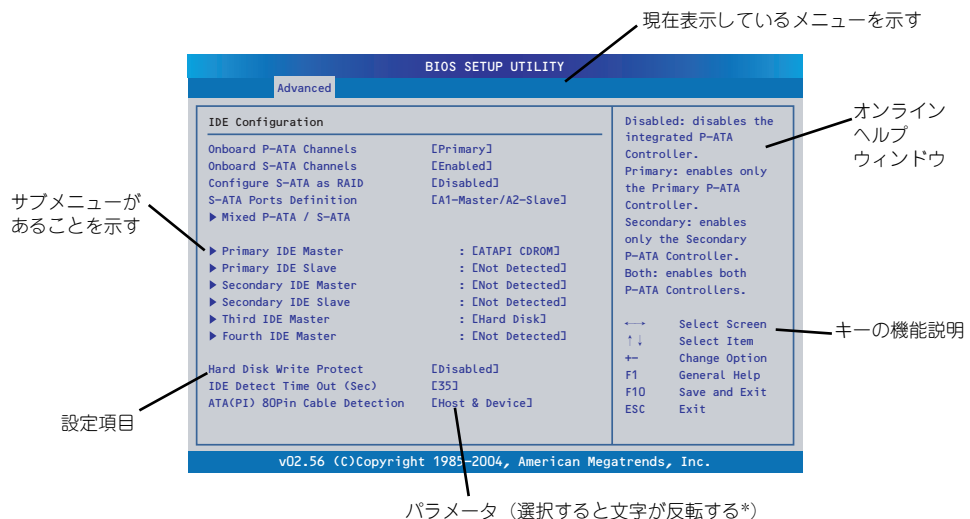 現在表示しているメニューを示す
BIOS SETUP UTILITY
Advanced
IDE Configuration
Onboard P-ATA Channels [Primary]
Onboard S-ATA Channels [Enabled]
Configure S-ATA as RAID [Disabled]
S-ATA Ports Definition [A1-Master/A2-Slave]
▶ Mixed P-ATA / S-ATA
▶ Primary IDE Master : [ATAPI CDROM]
▶ Primary IDE Slave : [Not Detected]
▶ Secondary IDE Master : [Not Detected]
▶ Secondary IDE Slave : [Not Detected]
▶ Third IDE Master : [Hard Disk]
▶ Fourth IDE Master : [Not Detected]
Hard Disk Write Protect [Disabled]
IDE Detect Time Out (Sec) [35]
ATA(PI) 80Pin Cable Detection [Host & Device]
Disabled: disables the
integrated P-ATA
Controller.
Primary: enables only
the Primary P-ATA
Controller.
Secondary: enables
only the Secondary
P-ATA Controller.
Both: enables both
P-ATA Controllers.
←→ Select Screen
↑↓ Select Item
+- Change Option
F1 General Help
F10 Save and Exit
ESC Exit
v02.56 (C)Copyright 1985-2004, American Megatrends, Inc.
オンライン
ヘルプ
ウィンドウ
サブメニューが
あることを示す
キーの機能説明
設定項目
パラメータ（選択すると文字が反転する*）